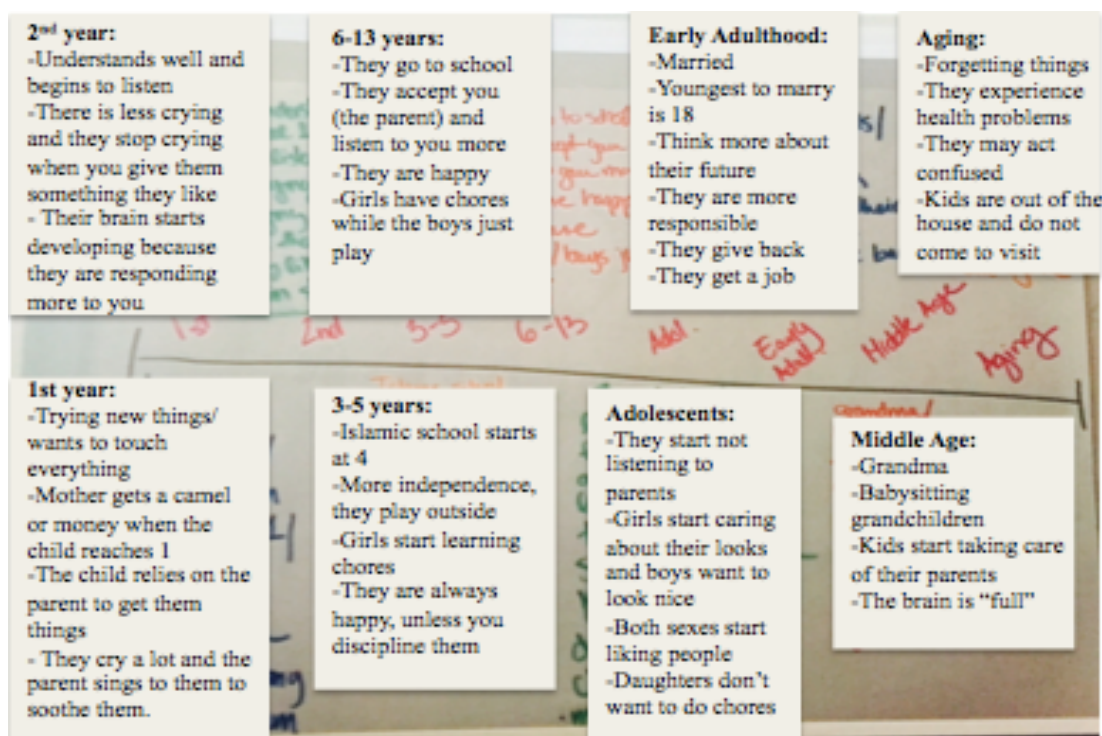 2nd year:
-Understands well and
begins to listen
-There is less crying
and they stop crying
when you give them
something they like
- Their brain starts
developing because
they are responding
more to you
6-13 years:
-They go to school
-They accept you
(the parent) and
listen to you more
-They are happy
-Girls have chores
while the boys just
play
Early Adulthood:
-Married
-Youngest to marry
is 18
-Think more about
their future
-They are more
responsible
-They give back
-They get a job
Aging:
-Forgetting things
-They experience
health problems
-They may act
confused
-Kids are out of the
house and do not
come to visit
1st 2nd 3-5 6-13 Adol. Early Adult. Middle Age Aging
1st year:
-Trying new things/
wants to touch
everything
-Mother gets a camel
or money when the
child reaches 1
-The child relies on the
parent to get them
things
- They cry a lot and the
parent sings to them to
soothe them.
3-5 years:
-Islamic school starts
at 4
-More independence,
they play outside
-Girls start learning
chores
-They are always
happy, unless you
discipline them
Adolescents:
-They start not
listening to
parents
-Girls start caring
about their looks
and boys want to
look nice
-Both sexes start
liking people
-Daughters don't
want to do chores
Grandma/
Middle Age:
-Grandma
-Babysitting
grandchildren
-Kids start taking care
of their parents
-The brain is "full"